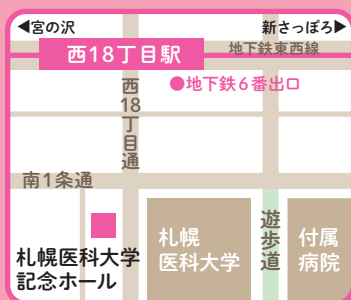 ◀宮の沢
新さっぽろ▶
西18丁目駅
地下鉄東西線
●地下鉄6番出口
西18丁目通
南1条通
札幌医科大学
記念ホール
札幌
医科大学
遊歩道
付属
病院